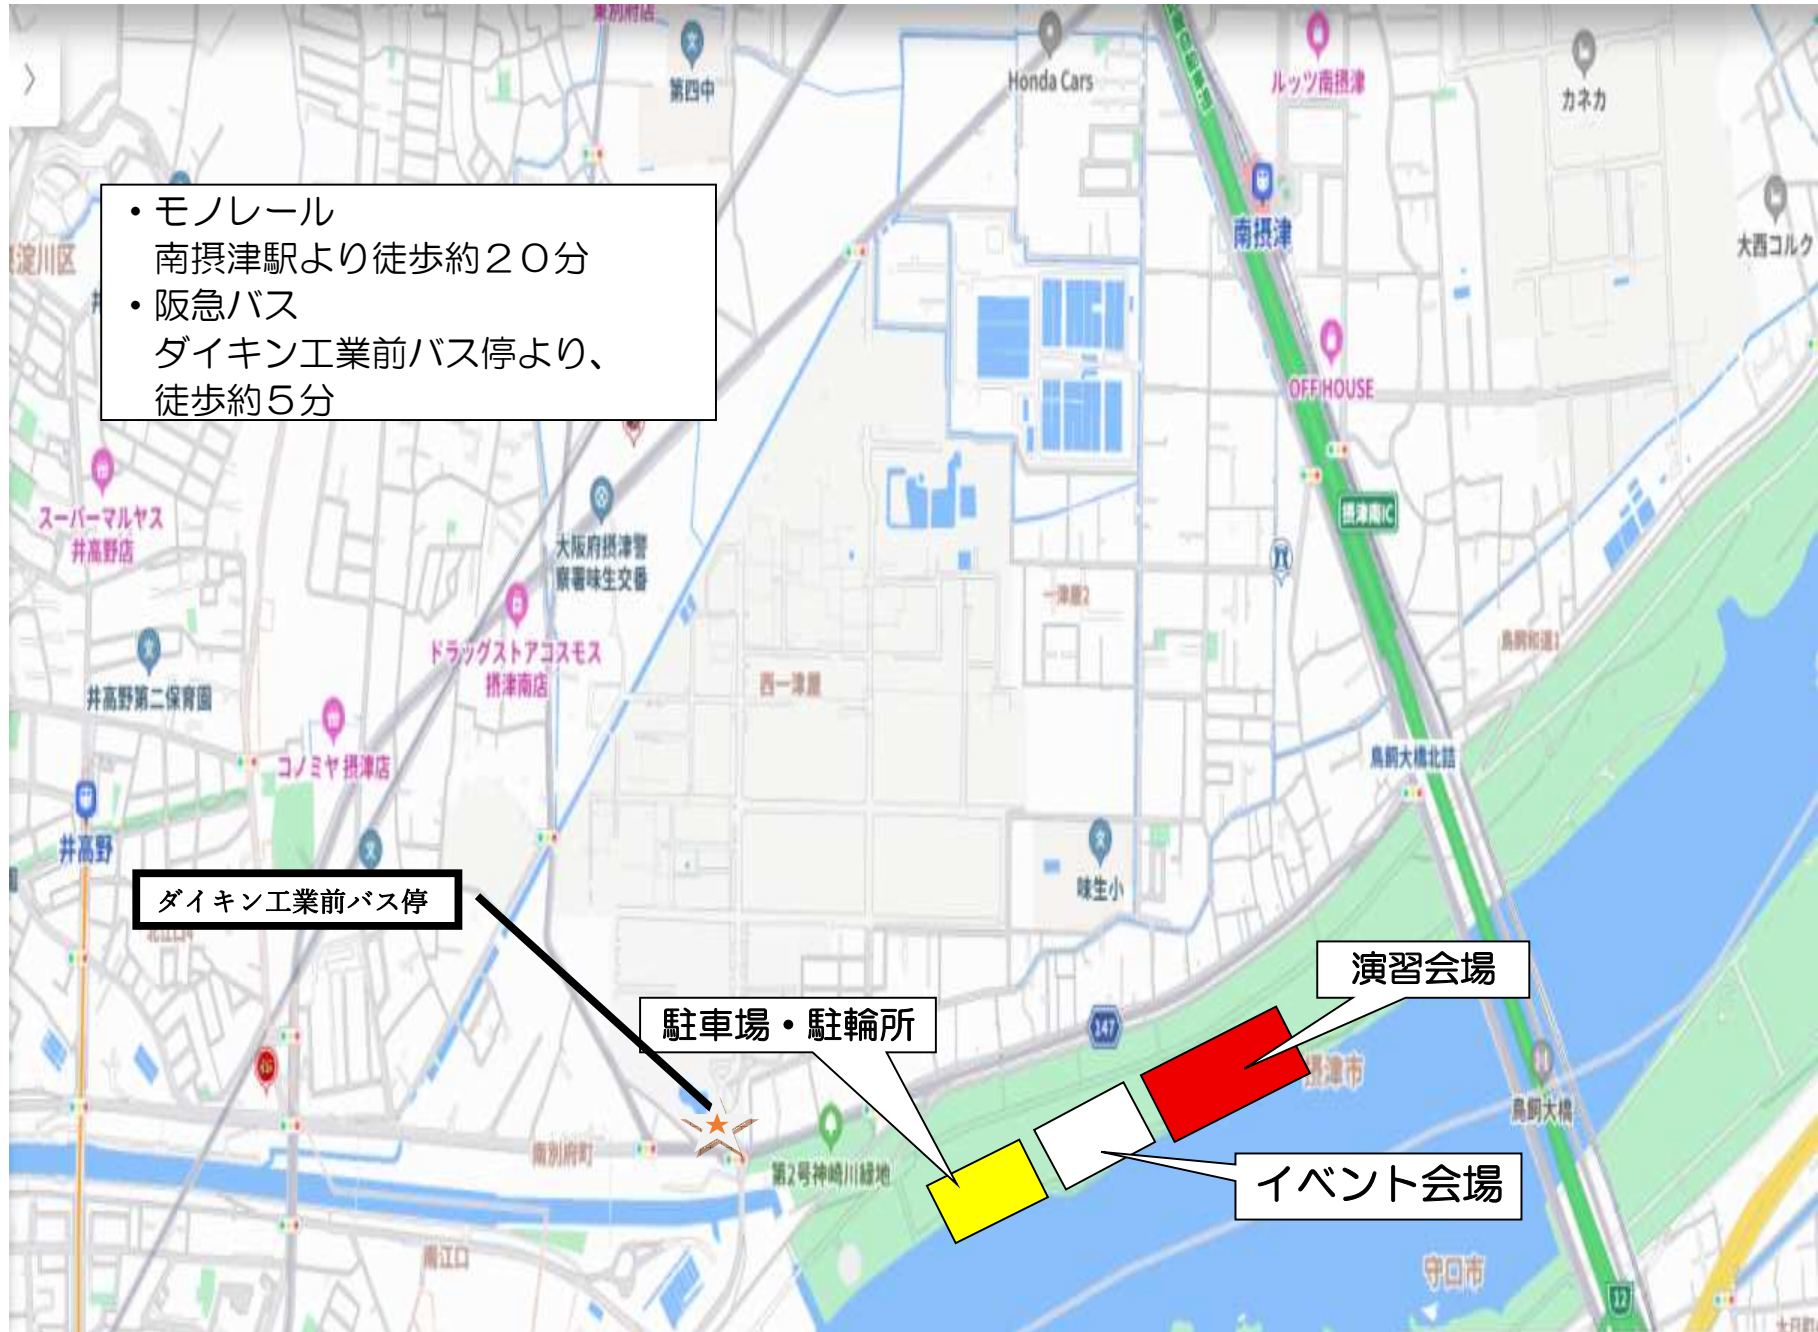 第四中
Honda Cars
ルッツ南摂津
カネカ
・モノレール
南摂津駅より徒歩約20分
・阪急バス
ダイキン工業前バス停より、
徒歩約5分
淀川区
南摂津
大西コルク
OFF HOUSE
スーパーマルヤス
井高野店
大阪府摂津警
察署味生交番
摂津南IC
ドラッグストアコスモス
摂津南店
一津屋2
鳥飼和道1
井高野第二保育園
西一津屋
コノミヤ 摂津店
鳥飼大橋北詰
井高野
味生小
ダイキン工業前バス停
演習会場
駐車場・駐輪所
147
摂津市
鳥飼大橋
南別府町
第2号神崎川緑地
イベント会場
南江口
守口市
12